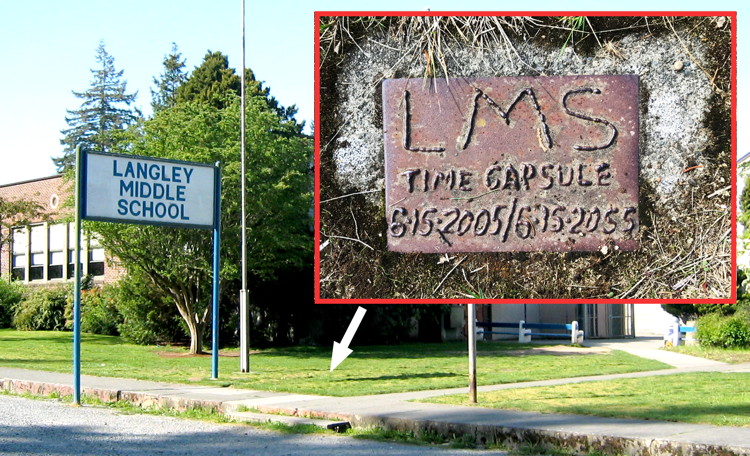 LANGLEY
MIDDLE
SCHOOL
LMS
TIME CAPSULE
6·15·2005/6·15·2055